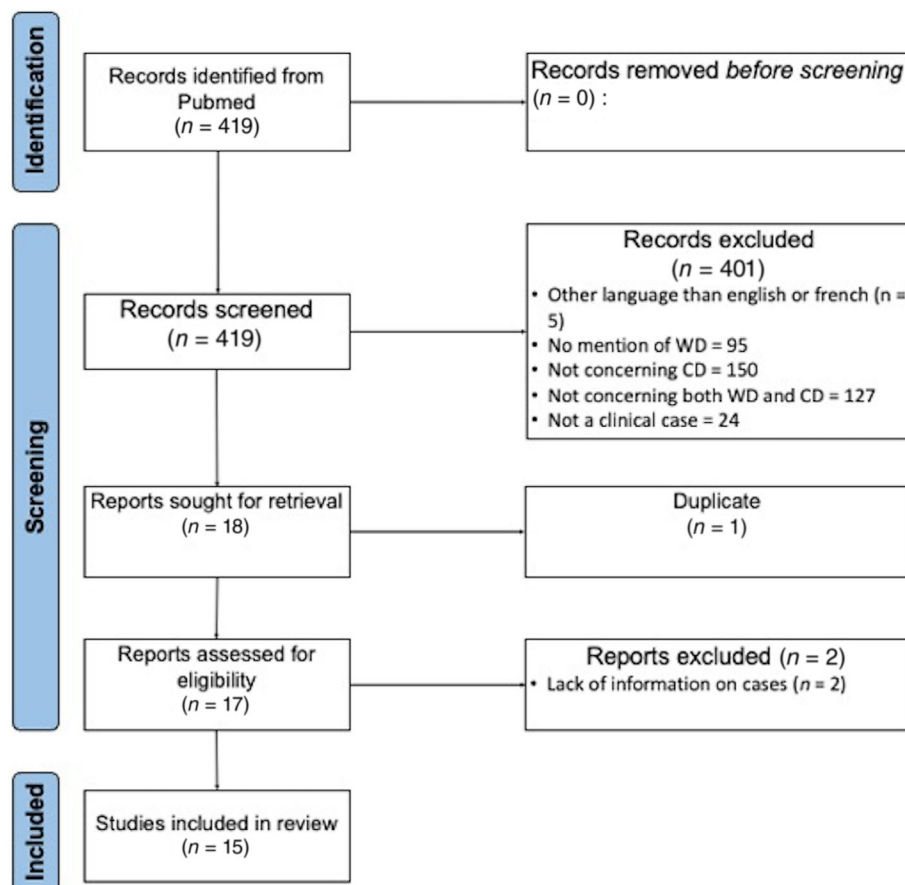 Identification
Records identified from
Pubmed
(n = 419)
Records removed before screening
(n = 0) :
Screening
Records screened
(n = 419)
Records excluded
(n = 401)
• Other language than english or french (n =
5)
• No mention of WD = 95
• Not concerning CD = 150
• Not concerning both WD and CD = 127
• Not a clinical case = 24
Reports sought for retrieval
(n = 18)
Duplicate
(n = 1)
Reports assessed for
eligibility
(n = 17)
Reports excluded (n = 2)
• Lack of information on cases (n = 2)
Included
Studies included in review
(n = 15)